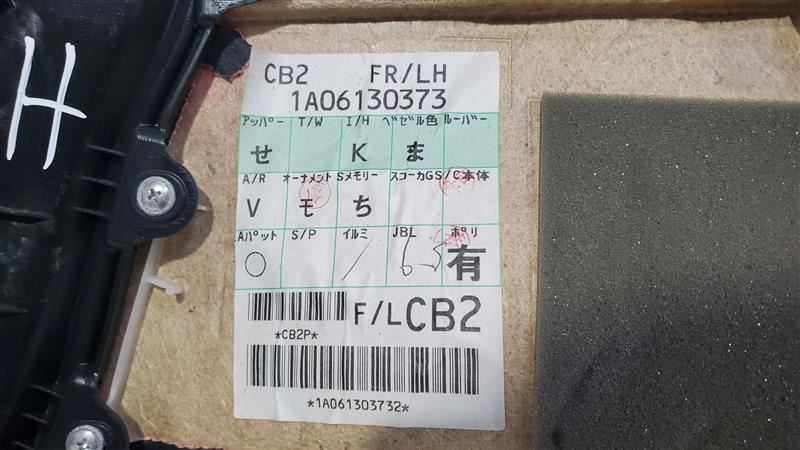 H
CB2 FR/LH
1A06130373
アッパー T/W I/H ベゼル色 ルーバー
せ K ま
A/R オーナメント Sメモリー スコーカGS/C本体
V モ ち
Aパット S/P イルミ JBL ポリ
○ / 有
F/LCB2
*CB2P*
*1A061303732*